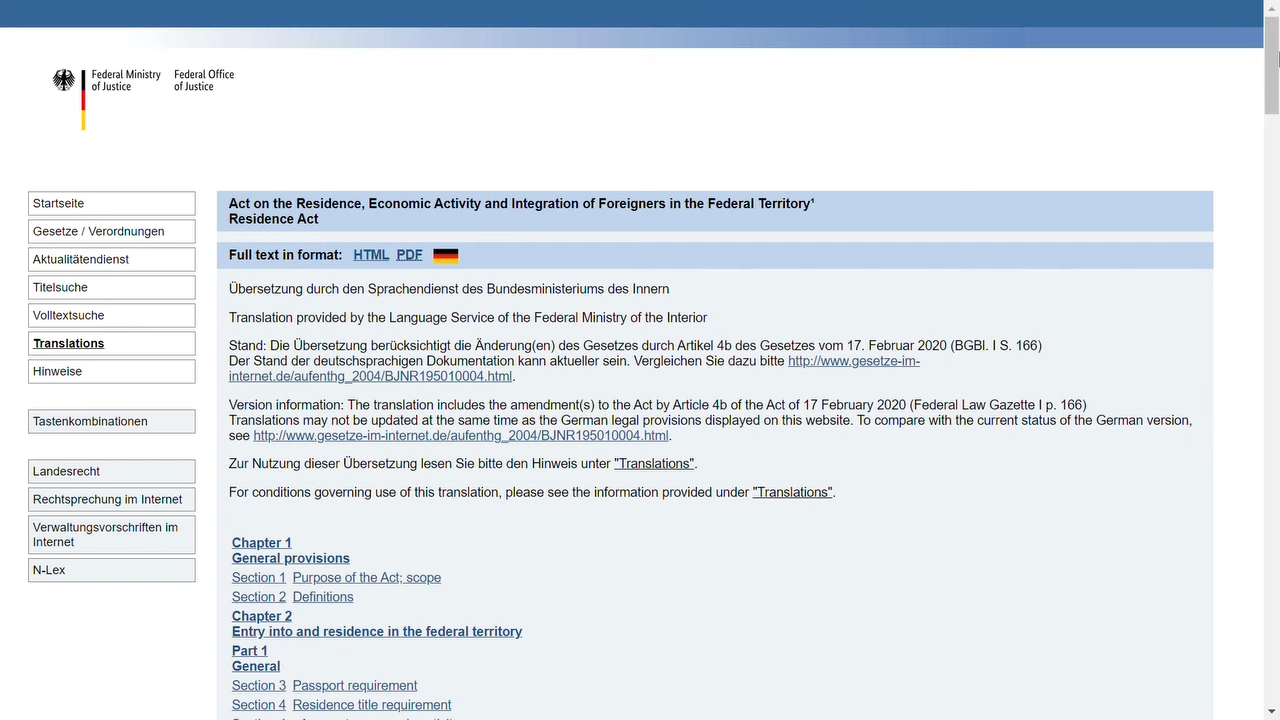 Federal Ministry
of Justice
Federal Office
of Justice
Startseite
Gesetze / Verordnungen
Aktualitätendienst
Titelsuche
Volltextsuche
Translations
Hinweise
Tastenkombinationen
Landesrecht
Rechtsprechung im Internet
Verwaltungsvorschriften im
Internet
N-Lex
Act on the Residence, Economic Activity and Integration of Foreigners in the Federal Territory¹
Residence Act
Full text in format: HTML PDF
Übersetzung durch den Sprachendienst des Bundesministeriums des Innern
Translation provided by the Language Service of the Federal Ministry of the Interior
Stand: Die Übersetzung berücksichtigt die Änderung(en) des Gesetzes durch Artikel 4b des Gesetzes vom 17. Februar 2020 (BGBl. I S. 166)
Der Stand der deutschsprachigen Dokumentation kann aktueller sein. Vergleichen Sie dazu bitte http://www.gesetze-im-
internet.de/aufenthg_2004/BJNR195010004.html.
Version information: The translation includes the amendment(s) to the Act by Article 4b of the Act of 17 February 2020 (Federal Law Gazette I p. 166)
Translations may not be updated at the same time as the German legal provisions displayed on this website. To compare with the current status of the German version,
see http://www.gesetze-im-internet.de/aufenthg_2004/BJNR195010004.html.
Zur Nutzung dieser Übersetzung lesen Sie bitte den Hinweis unter "Translations".
For conditions governing use of this translation, please see the information provided under "Translations".
Chapter 1
General provisions
Section 1 Purpose of the Act; scope
Section 2 Definitions
Chapter 2
Entry into and residence in the federal territory
Part 1
General
Section 3 Passport requirement
Section 4 Residence title requirement